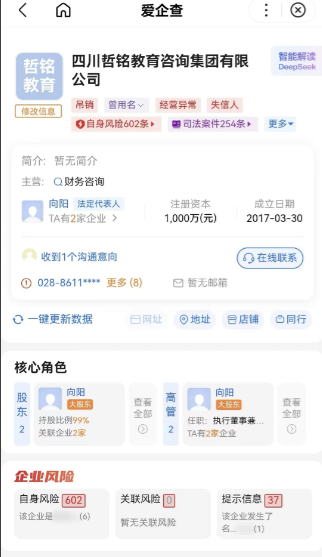 爱企查
哲铭
教育
修改信息
四川哲铭教育咨询集团有限
公司
智能解读
DeepSeek
吊销 曾用名 经营异常 失信人
自身风险602条 司法案件254条 更多
简介: 暂无简介
主营: 财务咨询
向阳 法定代表人
TA有2家企业
注册资本
1,000万(元)
成立日期
2017-03-30
收到1个沟通意向
在线联系
028-8611**** 更多 (8) 暂无邮箱
一键更新数据 网址 地址 店铺 同行
核心角色
股东 2
向阳
大股东
持股比例99%
关联企业2家
查看
全部
高管 2
向阳
大股东
任职: 执行董事兼...
TA有2家企业
查看
全部
企业风险
自身风险 602
该企业是 (6)
关联风险 0
暂无关联风险
提示信息 37
该企业发生了
名... (1)